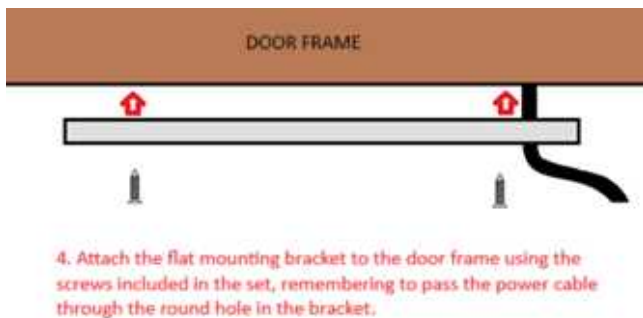 DOOR FRAME
4. Attach the flat mounting bracket to the door frame using the
screws included in the set, remembering to pass the power cable
through the round hole in the bracket.